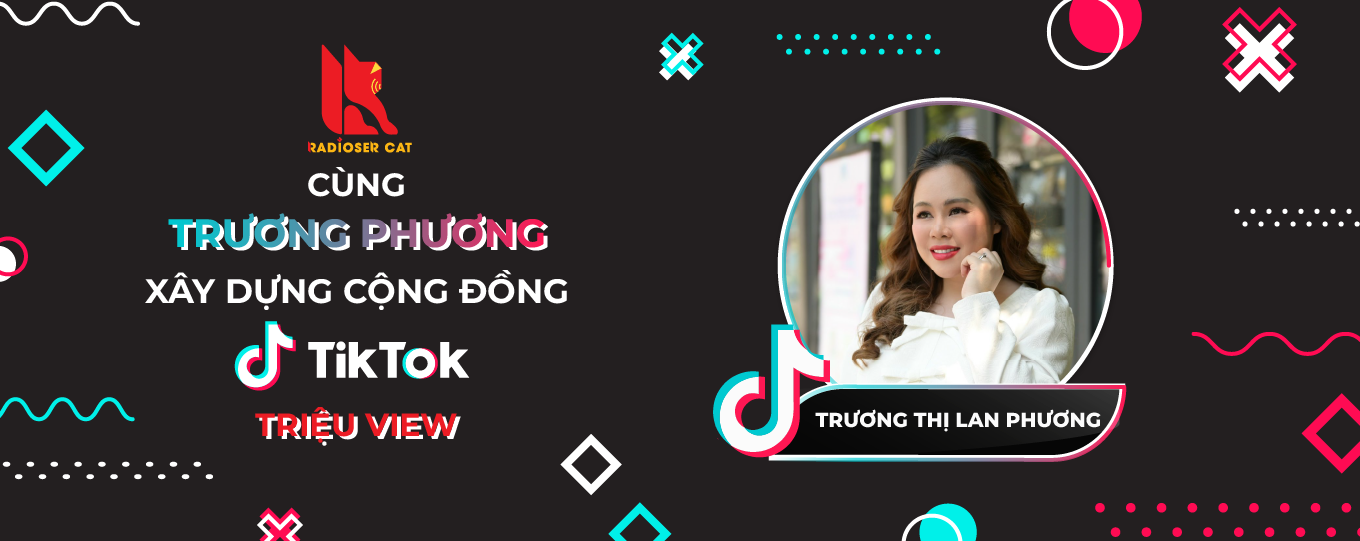 RADIOSER CAT
CÙNG
TRƯƠNG PHƯƠNG
XÂY DỰNG CỘNG ĐỒNG
TikTok
TRIỆU VIEW
TRƯƠNG THỊ LAN PHƯƠNG